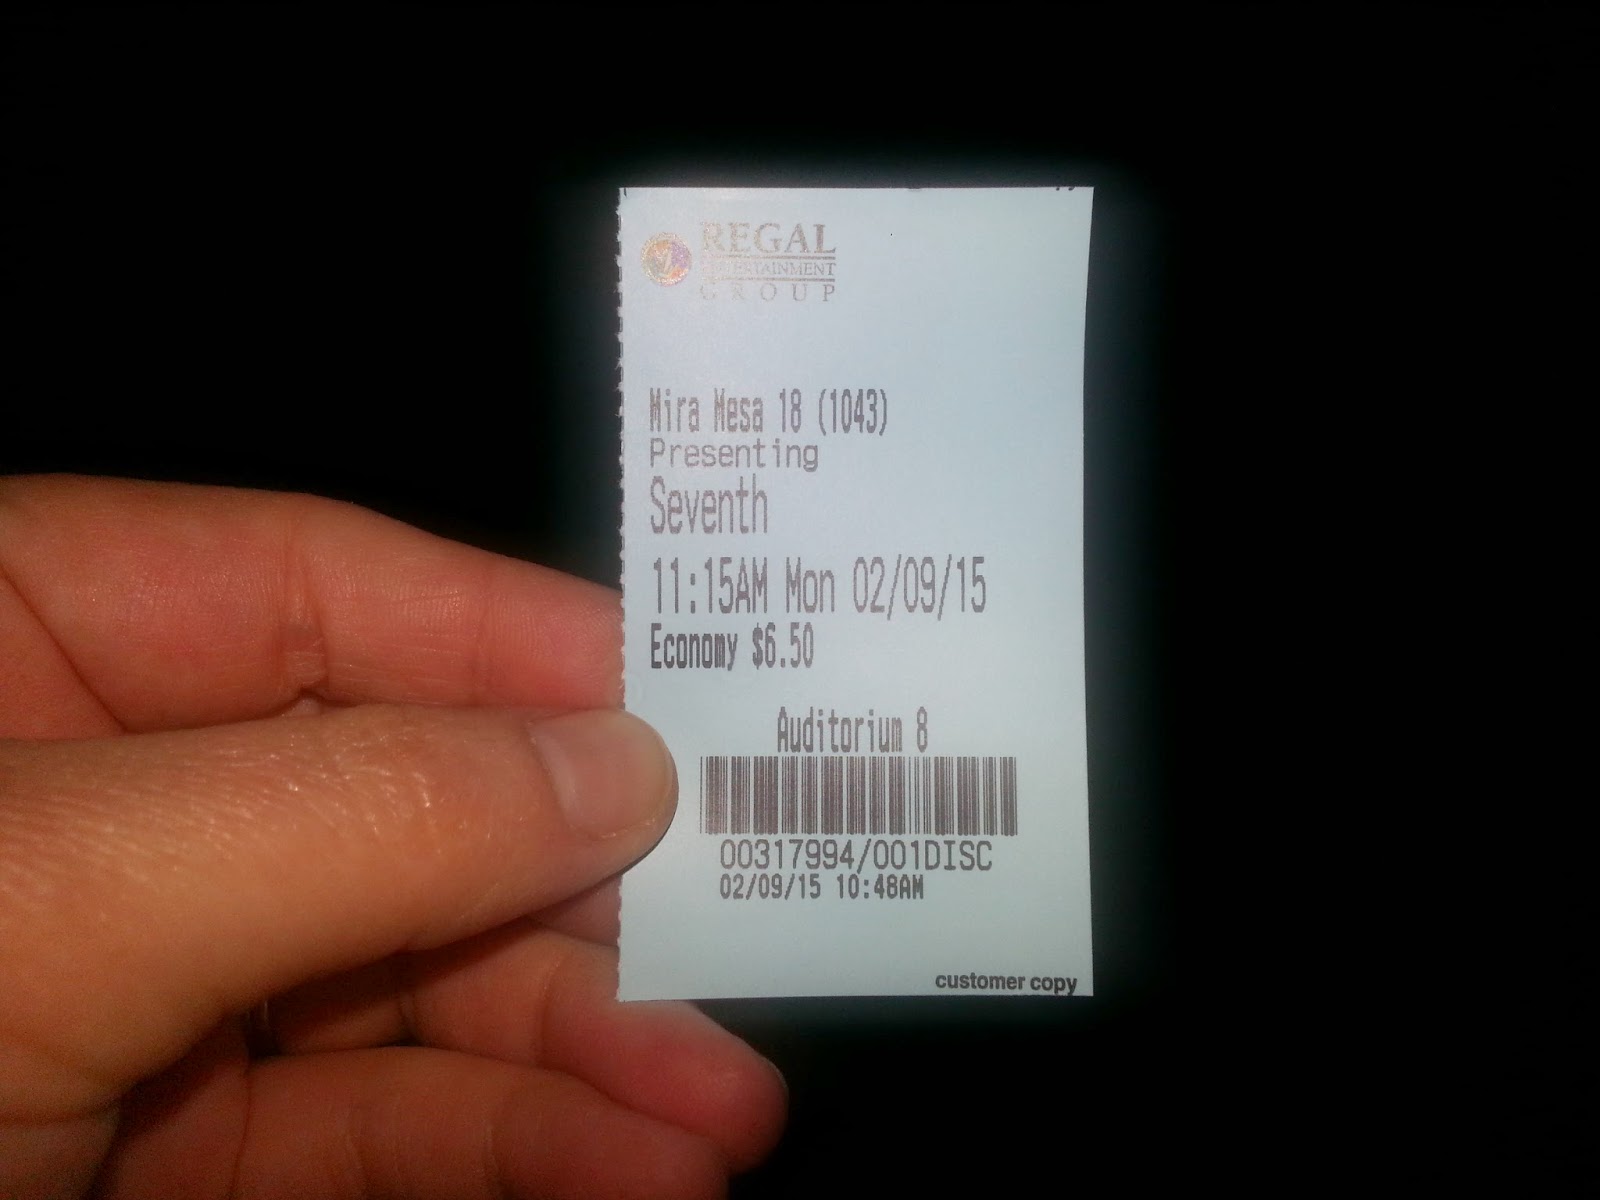 REGAL
ENTERTAINMENT
GROUP
Mira Mesa 18 (1043)
Presenting
Seventh
11:15AM Mon 02/09/15
Economy $6.50
Auditorium 8
00317994/001DISC
02/09/15 10:48AM
customer copy